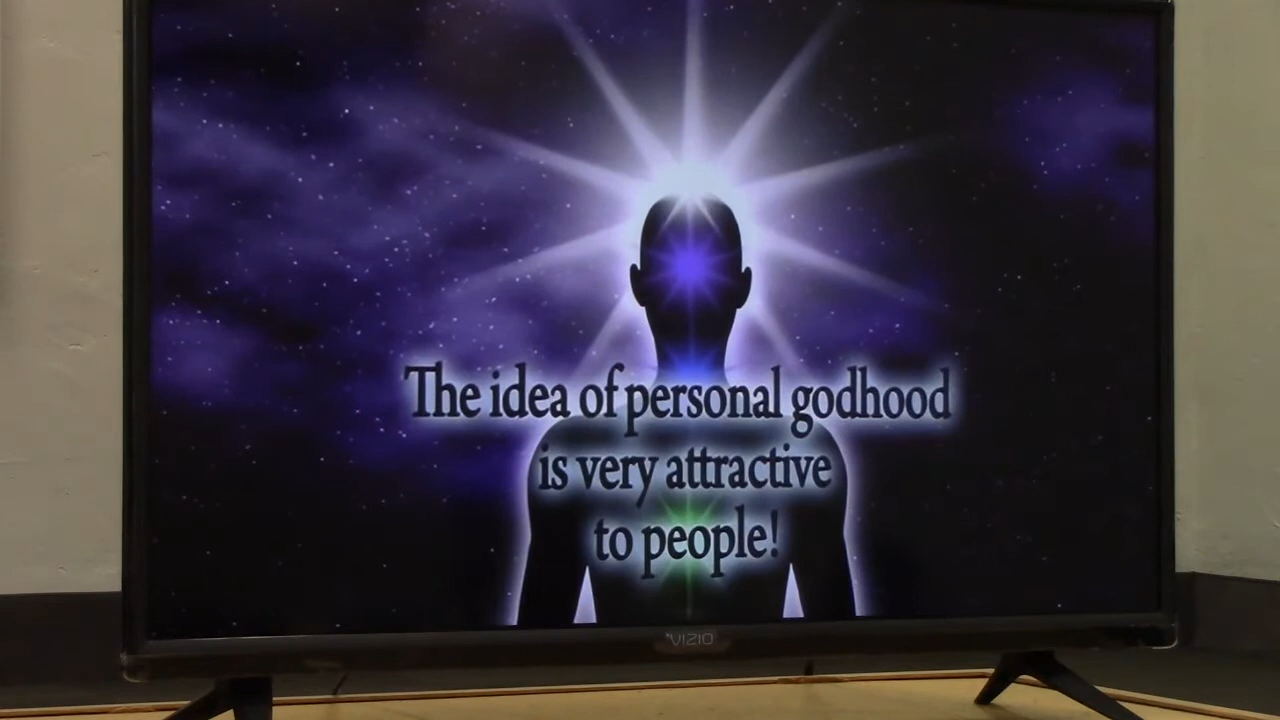 The idea of personal godhood
is very attractive
to people!
VIZIO